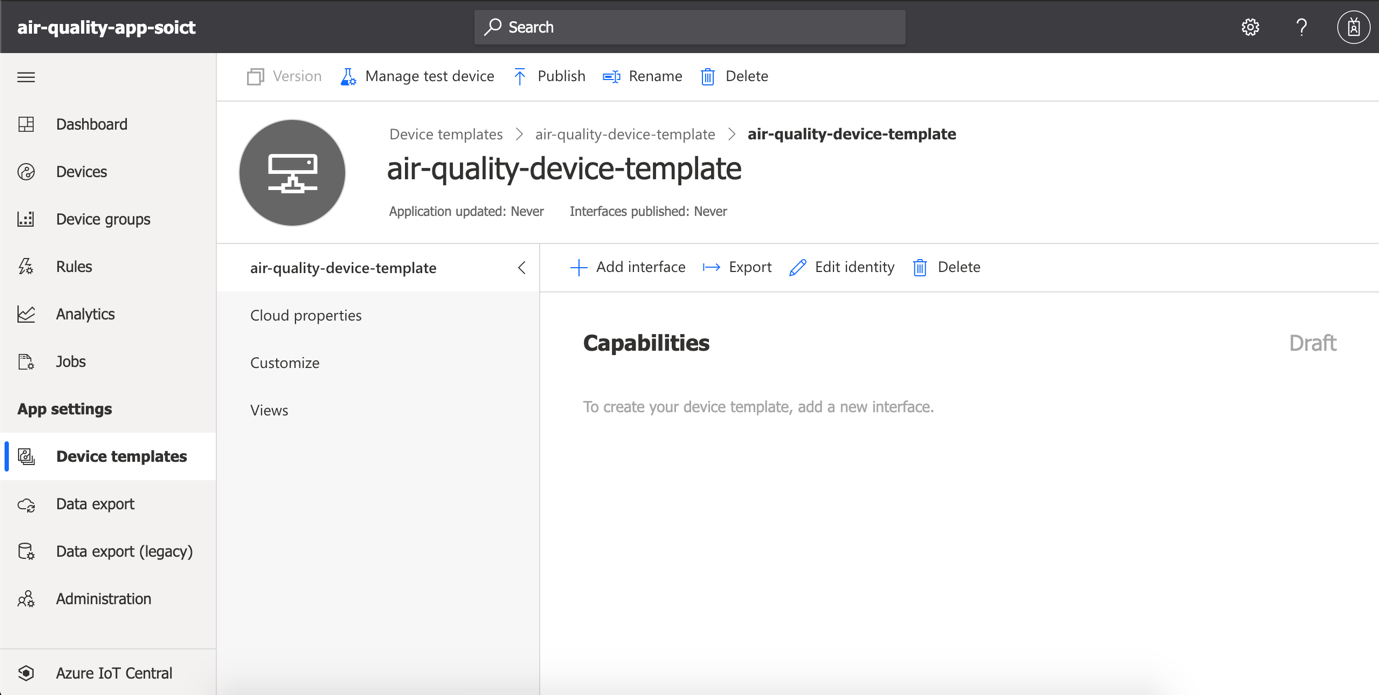 air-quality-app-soict
Search
Version Manage test device Publish Rename Delete
Dashboard
Devices
Device groups
Rules
Analytics
Jobs
App settings
Device templates
Data export
Data export (legacy)
Administration
Azure IoT Central
Device templates > air-quality-device-template > air-quality-device-template
air-quality-device-template
Application updated: Never Interfaces published: Never
air-quality-device-template
Cloud properties
Customize
Views
Add interface Export Edit identity Delete
Capabilities Draft
To create your device template, add a new interface.